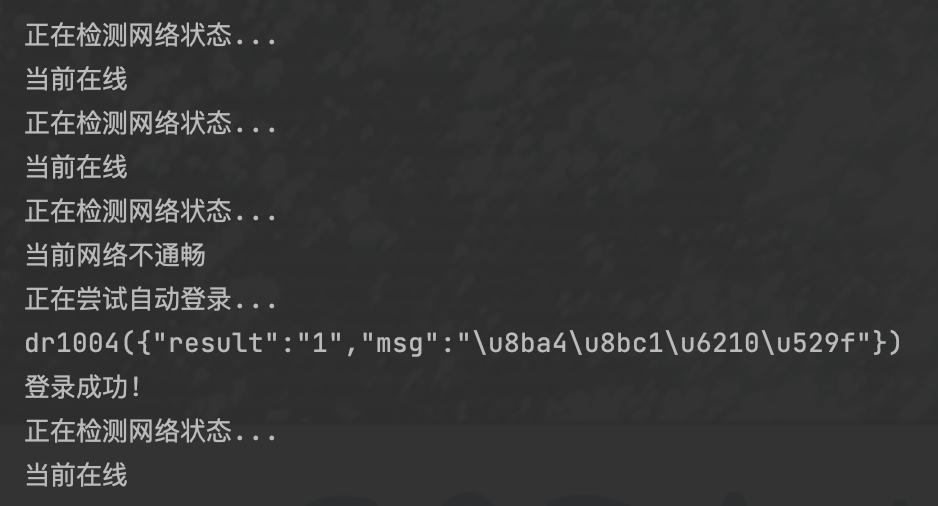 正在检测网络状态...
当前在线
正在检测网络状态...
当前在线
正在检测网络状态...
当前网络不通畅
正在尝试自动登录...
dr1004({"result":"1","msg":"\u8ba4\u8bc1\u6210\u529f"})
登录成功!
正在检测网络状态...
当前在线